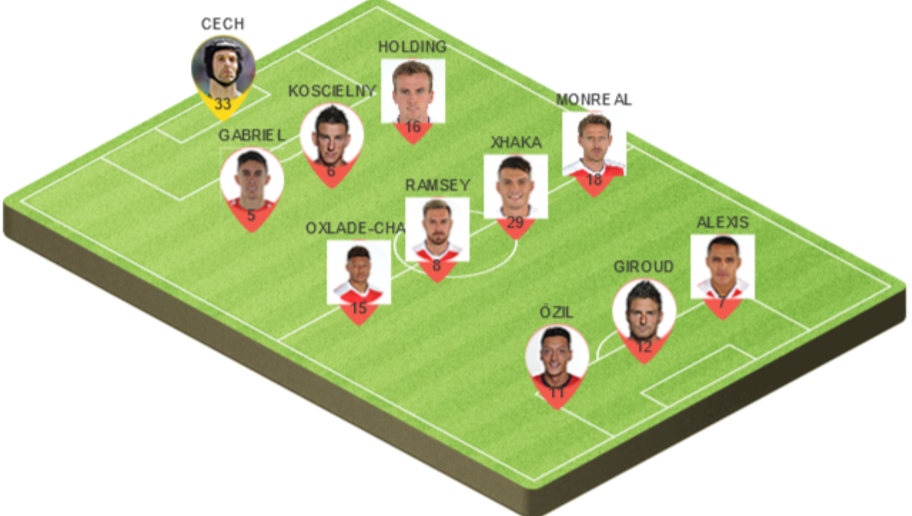 CECH
33
HOLDING
16
KOSCIELNY
6
GABRIEL
5
MONREAL
18
XHAKA
29
RAMSEY
8
OXLADE-CHA
15
ALEXIS
7
GIROUD
12
ÖZIL
11